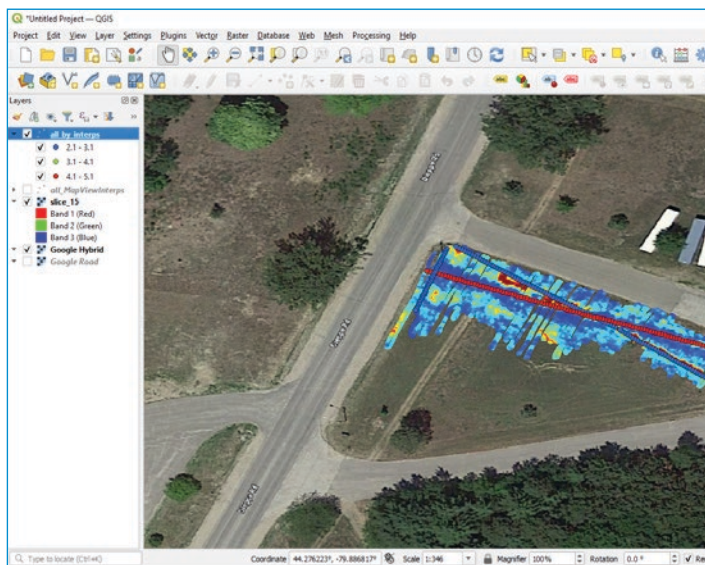 *Untitled Project — QGIS
Project Edit View Layer Settings Plugins Vector Raster Database Web Mesh Processing Help
Layers
all_by_interps
2.1 - 3.1
3.1 - 4.1
4.1 - 5.1
all_MapViewInterps
slice_15
Band 1 (Red)
Band 2 (Green)
Band 3 (Blue)
Google Hybrid
Google Road
Type to locate (Ctrl+K)
Coordinate 44.276223°, -79.886817° Scale 1:346 Magnifier 100% Rotation 0.0 °